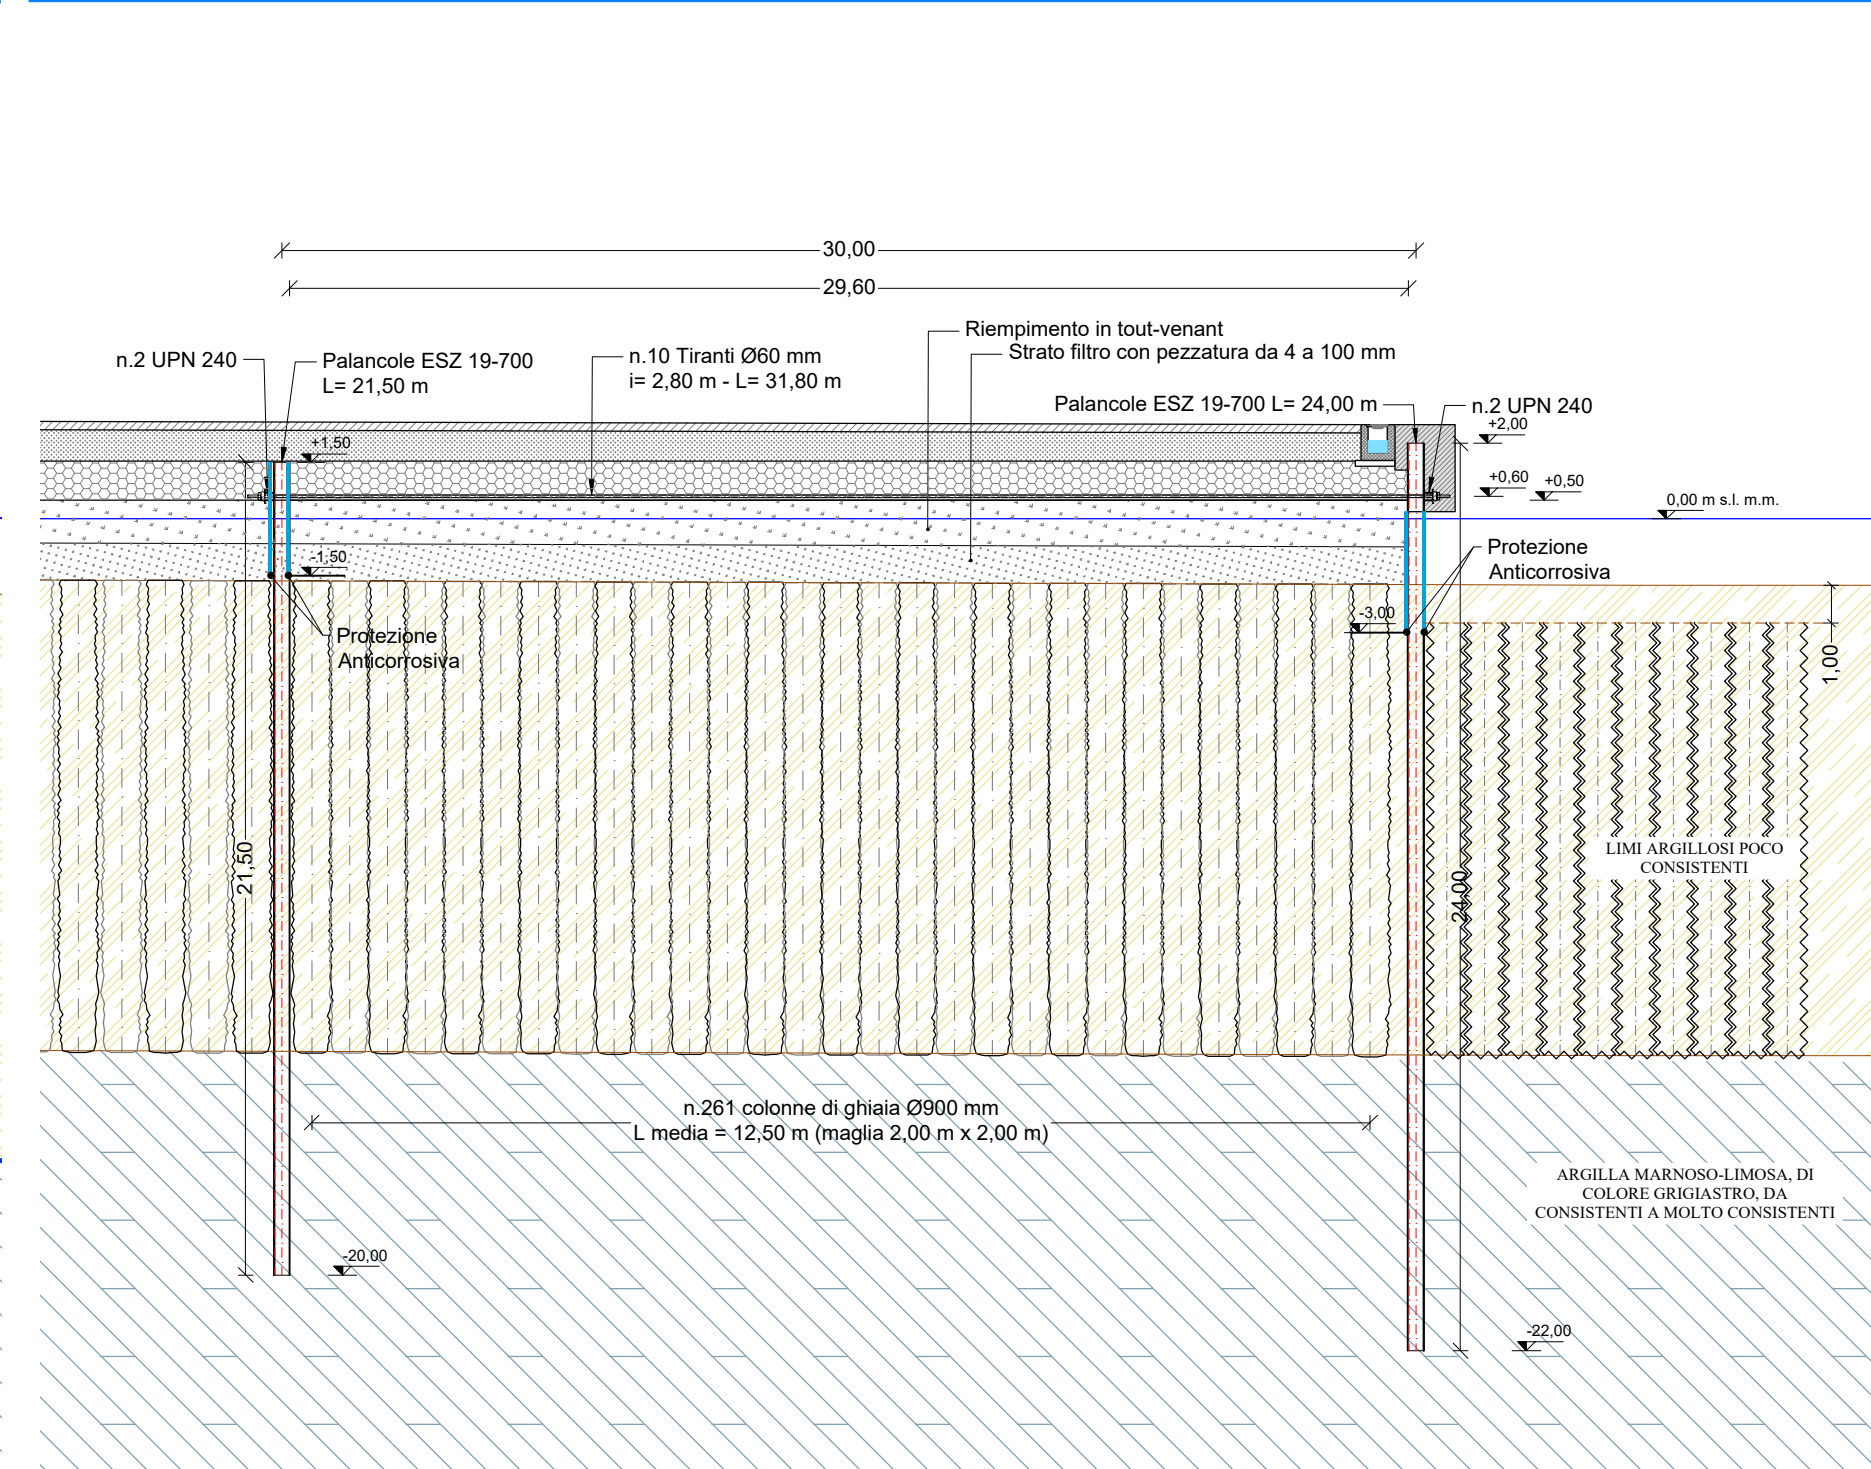 30,00
29,60
Riempimento in tout-venant
Strato filtro con pezzatura da 4 a 100 mm
n.2 UPN 240
Palancole ESZ 19-700
L= 21,50 m
n.10 Tiranti Ø60 mm
i= 2,80 m - L= 31,80 m
Palancole ESZ 19-700 L= 24,00 m
n.2 UPN 240
+2,00
+1,50
+0,60
+0,50
0,00 m s.l. m.m.
-1,50
Protezione
Anticorrosiva
-3,00
Protezione
Anticorrosiva
1,00
21,50
24,00
LIMI ARGILLOSI POCO
CONSISTENTI
n.261 colonne di ghiaia Ø900 mm
L media = 12,50 m (maglia 2,00 m x 2,00 m)
ARGILLA MARNOSO-LIMOSA, DI
COLORE GRIGIASTRO, DA
CONSISTENTI A MOLTO CONSISTENTI
-20,00
-22,00